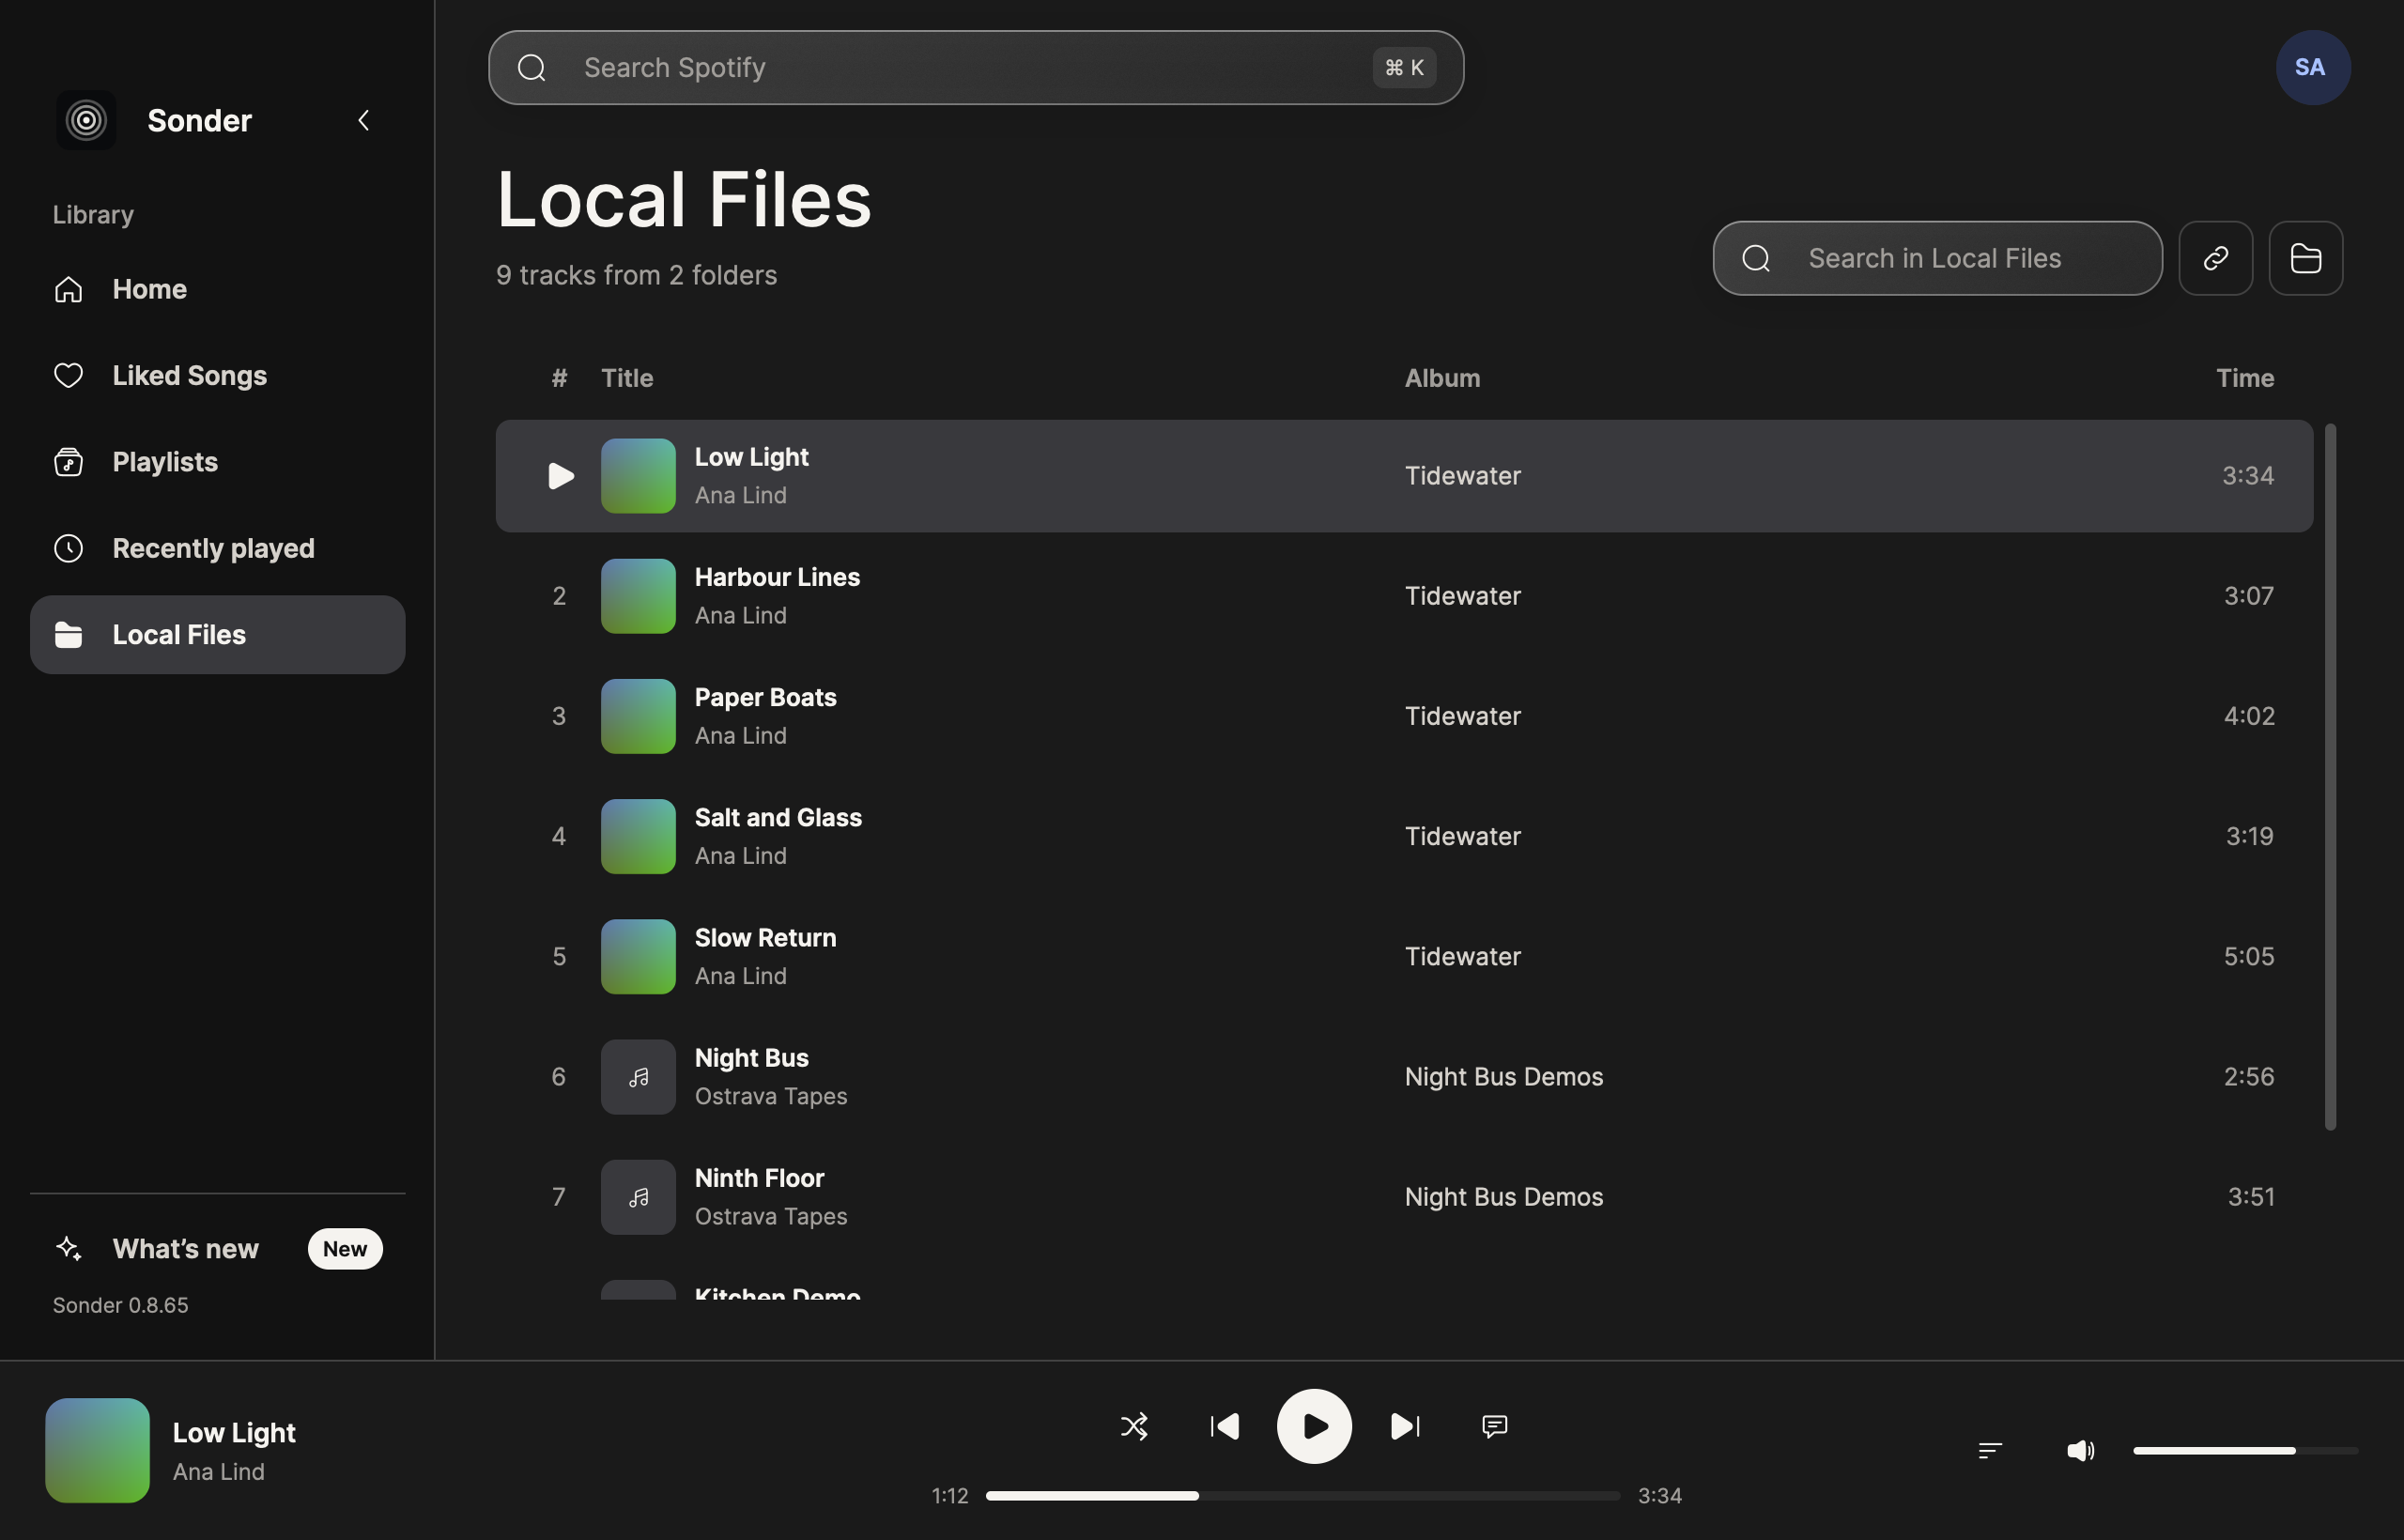 Search Spotify
⌘ K
SA
Sonder
Library
Home
Liked Songs
Playlists
Recently played
Local Files
What’s new
New
Sonder 0.8.65
Local Files
9 tracks from 2 folders
Search in Local Files
# Title Album Time
Low Light
Ana Lind
Tidewater
3:34
2
Harbour Lines
Ana Lind
Tidewater
3:07
3
Paper Boats
Ana Lind
Tidewater
4:02
4
Salt and Glass
Ana Lind
Tidewater
3:19
5
Slow Return
Ana Lind
Tidewater
5:05
6
Night Bus
Ostrava Tapes
Night Bus Demos
2:56
7
Ninth Floor
Ostrava Tapes
Night Bus Demos
3:51
Kitchen Demo
Low Light
Ana Lind
1:12
3:34